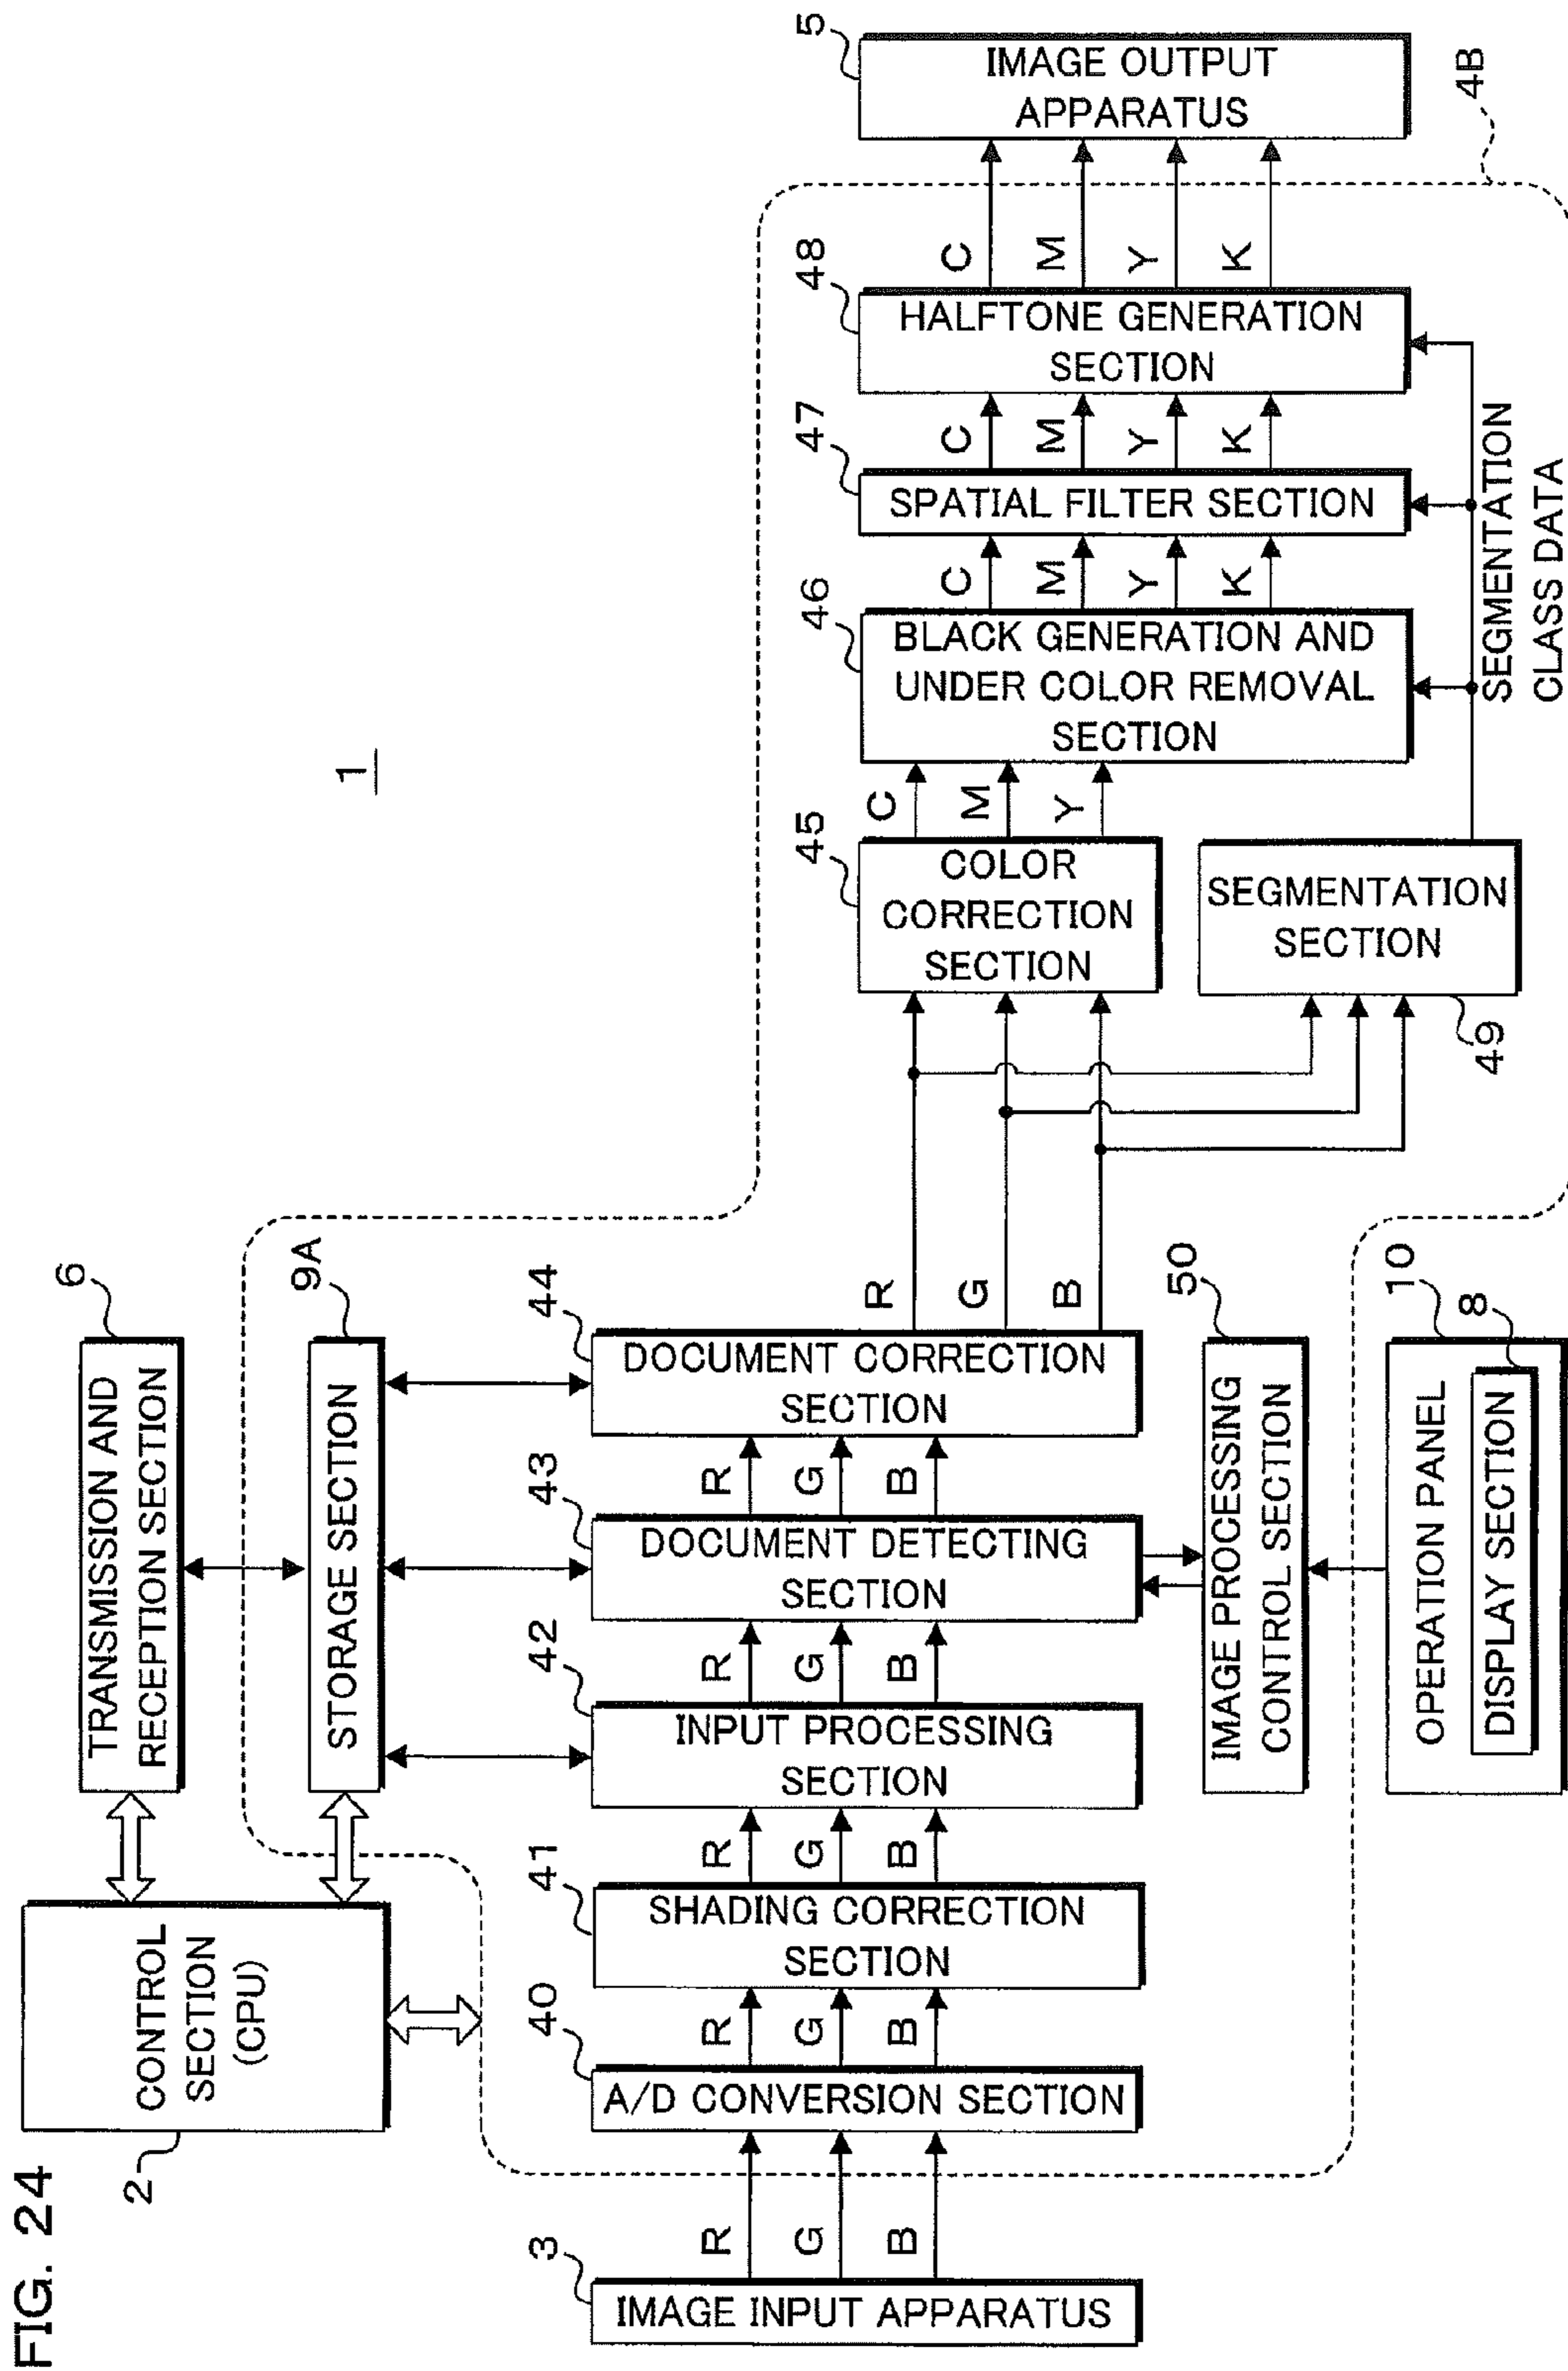 FIG. 24
1
2
CONTROL
SECTION
(CPU)
6
TRANSMISSION AND
RECEPTION SECTION
9A
STORAGE SECTION
3
IMAGE INPUT APPARATUS
R
G
B
40
A/D CONVERSION SECTION
R
G
B
41
SHADING CORRECTION
SECTION
R
G
B
42
INPUT PROCESSING
SECTION
R
G
B
43
DOCUMENT DETECTING
SECTION
R
G
B
44
DOCUMENT CORRECTION
SECTION
R
G
B
50
IMAGE PROCESSING
CONTROL SECTION
10
OPERATION PANEL
8
DISPLAY SECTION
45
COLOR
CORRECTION
SECTION
C
M
Y
49
SEGMENTATION
SECTION
SEGMENTATION
CLASS DATA
46
BLACK GENERATION AND
UNDER COLOR REMOVAL
SECTION
C
M
Y
K
47
SPATIAL FILTER SECTION
C
M
Y
K
48
HALFTONE GENERATION
SECTION
C
M
Y
K
5
IMAGE OUTPUT
APPARATUS
4B